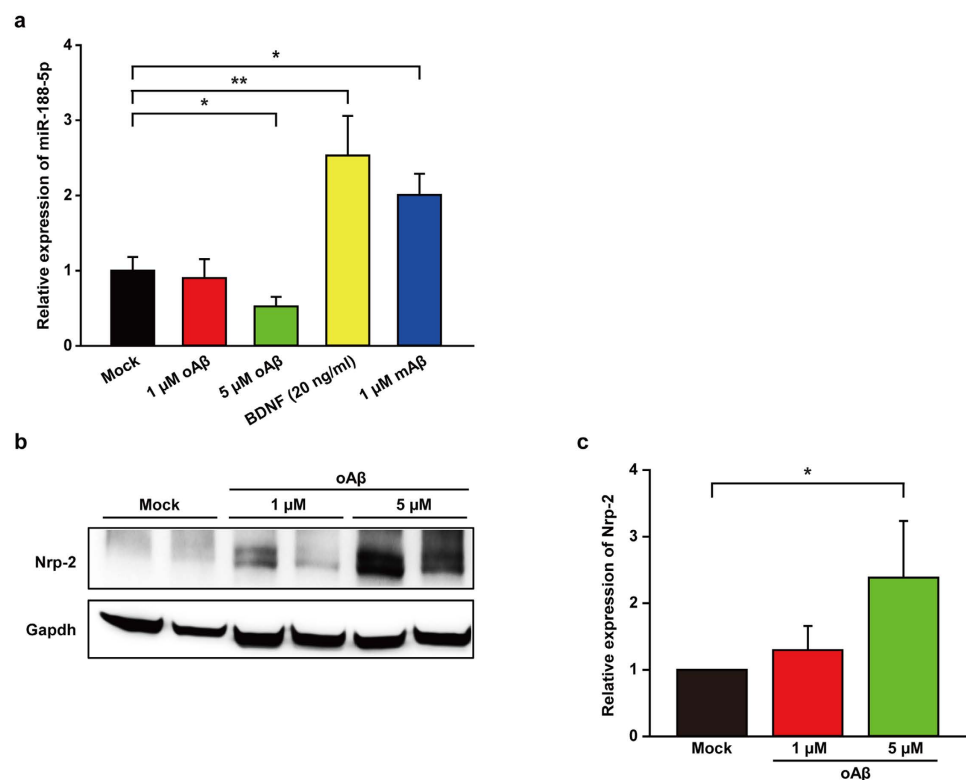 a
Relative expression of miR-188-5p
4
3
2
1
0
*
**
*
Mock
1 µM oAβ
5 µM oAβ
BDNF (20 ng/ml)
1 µM mAβ
b
oAβ
Mock
1 µM
5 µM
Nrp-2
Gapdh
c
Relative expression of Nrp-2
4
3
2
1
0
*
Mock
1 µM
5 µM
oAβ